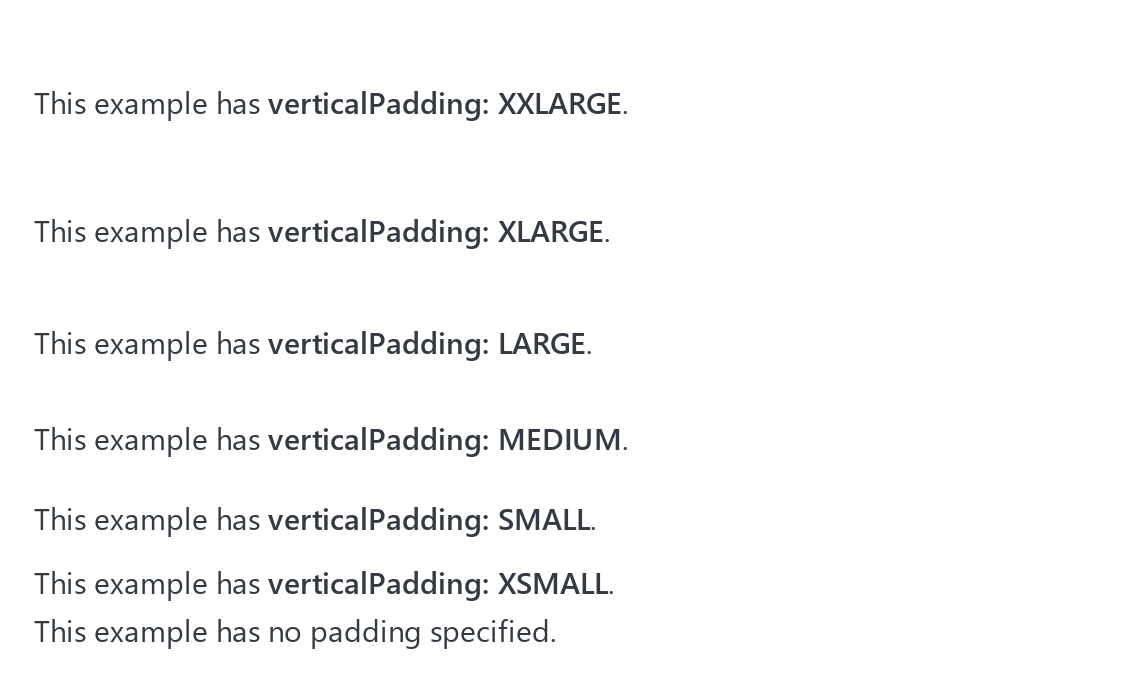 This example has verticalPadding: XXLARGE.
This example has verticalPadding: XLARGE.
This example has verticalPadding: LARGE.
This example has verticalPadding: MEDIUM.
This example has verticalPadding: SMALL.
This example has verticalPadding: XSMALL.
This example has no padding specified.